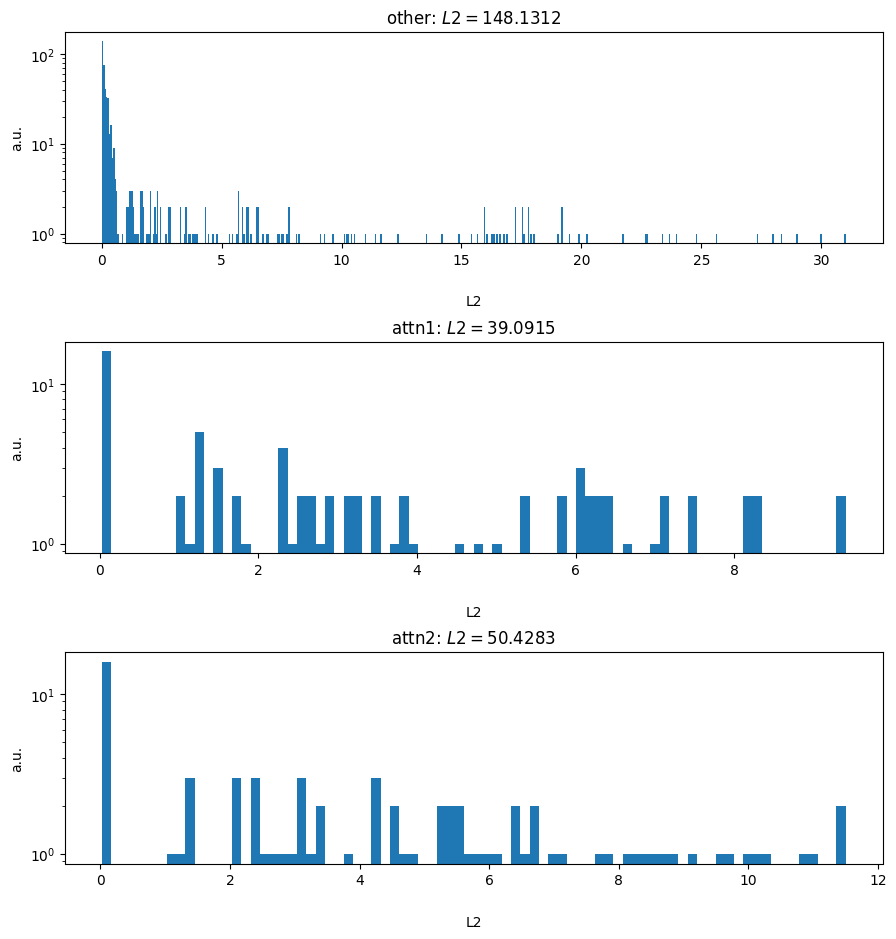 other: L2 = 148.1312
a.u.
10²
10¹
10⁰
0 5 10 15 20 25 30
L2
attn1: L2 = 39.0915
a.u.
10¹
10⁰
0 2 4 6 8
L2
attn2: L2 = 50.4283
a.u.
10¹
10⁰
0 2 4 6 8 10 12
L2